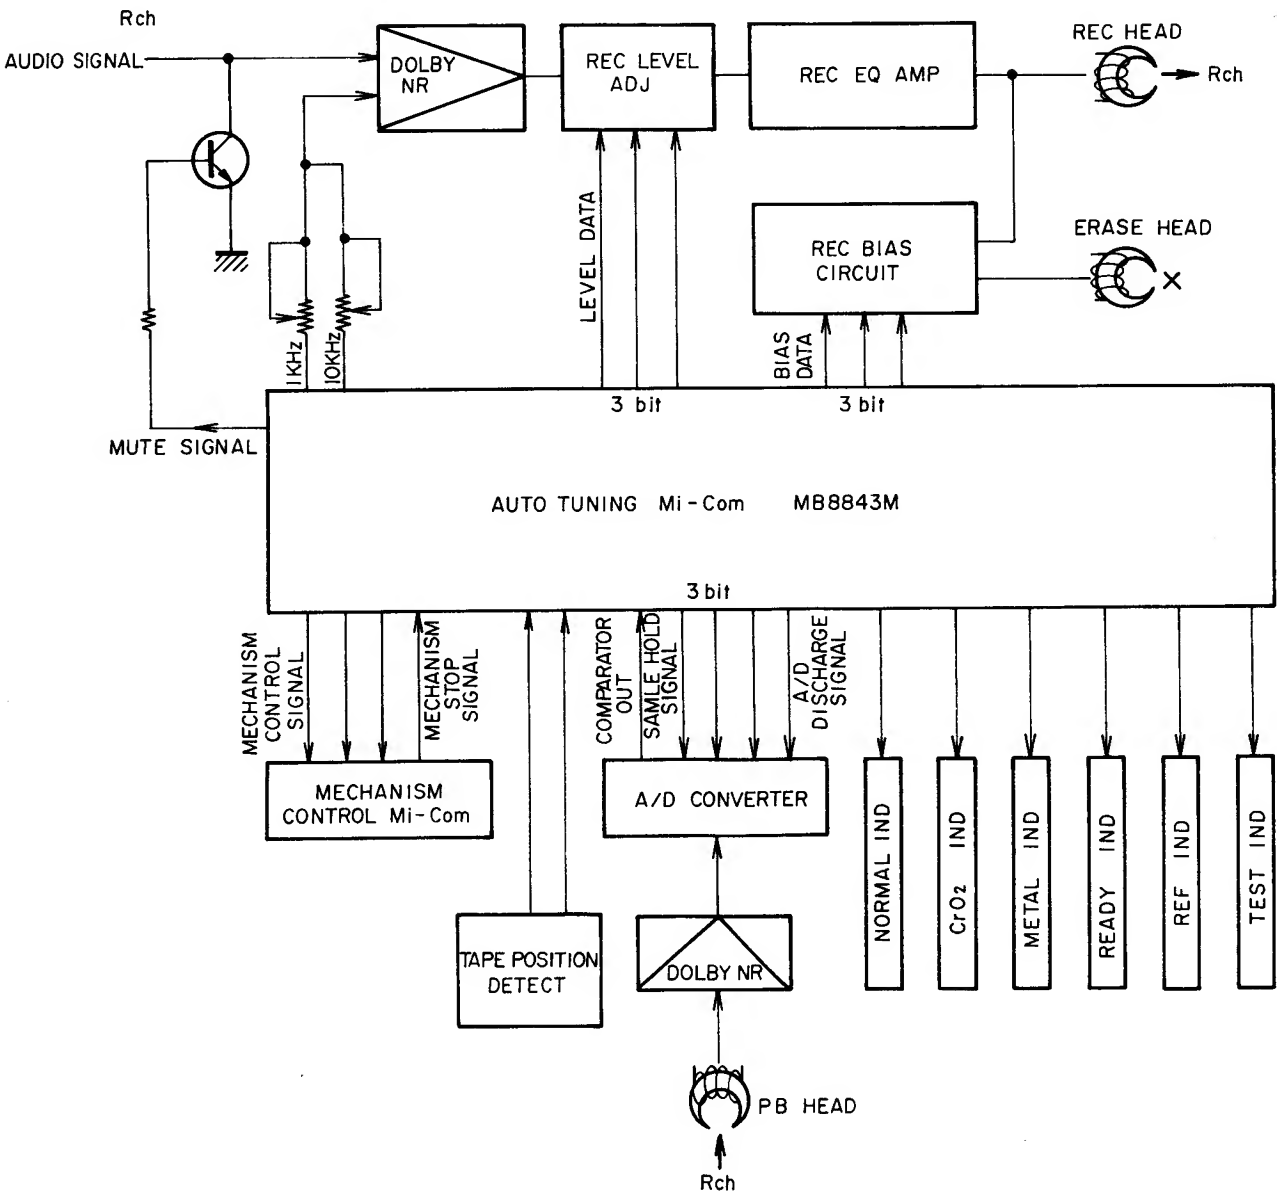 Rch
AUDIO SIGNAL
DOLBY
NR
REC LEVEL
ADJ
REC EQ AMP
REC HEAD
Rch
LEVEL DATA
REC BIAS
CIRCUIT
ERASE HEAD
×
1KHz
10KHz
BIAS
DATA
3 bit
3 bit
MUTE SIGNAL
AUTO TUNING Mi-Com MB8843M
3 bit
MECHANISM
CONTROL
SIGNAL
MECHANISM
STOP
SIGNAL
COMPARATOR
OUT
SAMLE HOLD
SIGNAL
A/D
DISCHARGE
SIGNAL
MECHANISM
CONTROL Mi-Com
A/D CONVERTER
NORMAL IND
CrO2 IND
METAL IND
READY IND
REF IND
TEST IND
TAPE POSITION
DETECT
DOLBY NR
PB HEAD
Rch